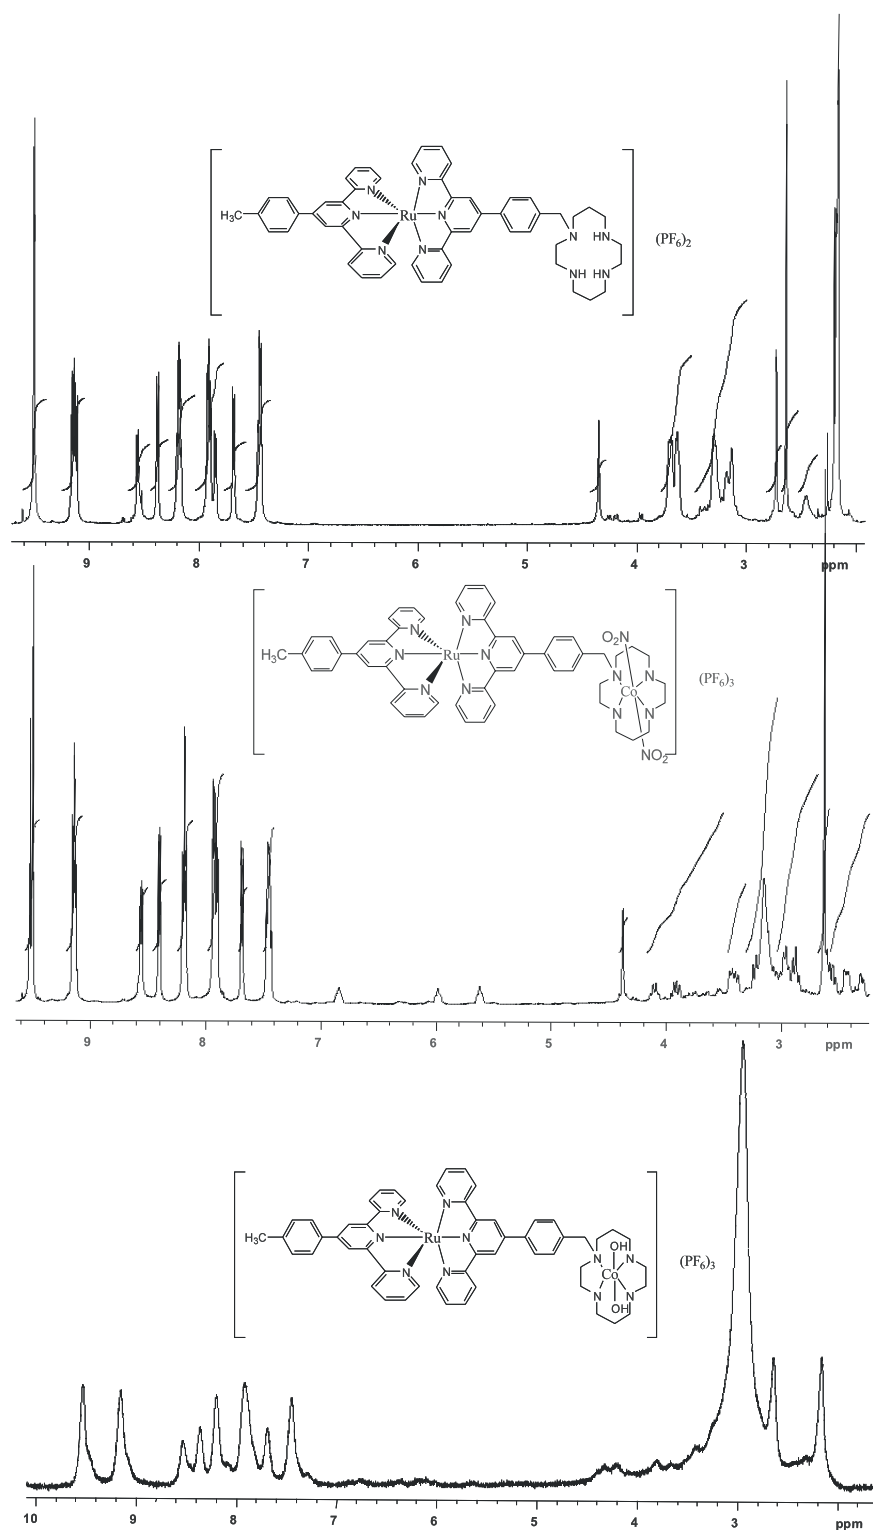 N N
H₃C N Ru N
N HN
N N
NH HN
(PF₆)₂
9 8 7 6 5 4 3 ppm
O₂N
N N
H₃C N Ru N
N N
Co
N N
N N
NO₂
(PF₆)₃
9 8 7 6 5 4 3 ppm
N N
H₃C N Ru N
N OH N
Co
N N
N OH N
(PF₆)₃
10 9 8 7 6 5 4 3 ppm